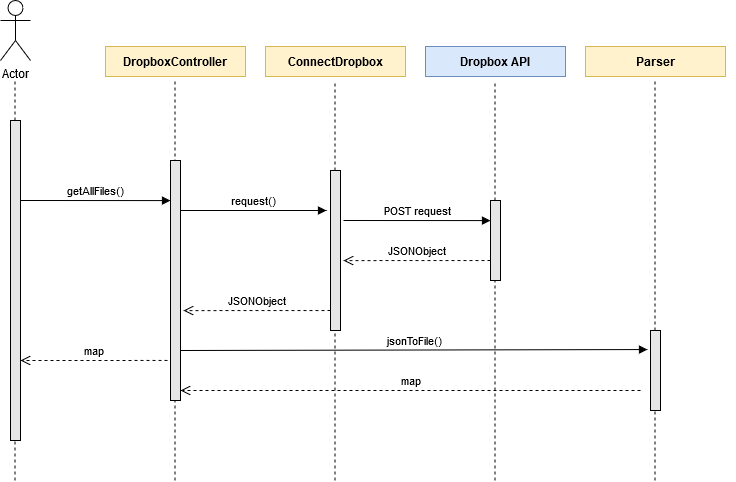 Actor
DropboxController
ConnectDropbox
Dropbox API
Parser
getAllFiles()
request()
POST request
JSONObject
JSONObject
jsonToFile()
map
map